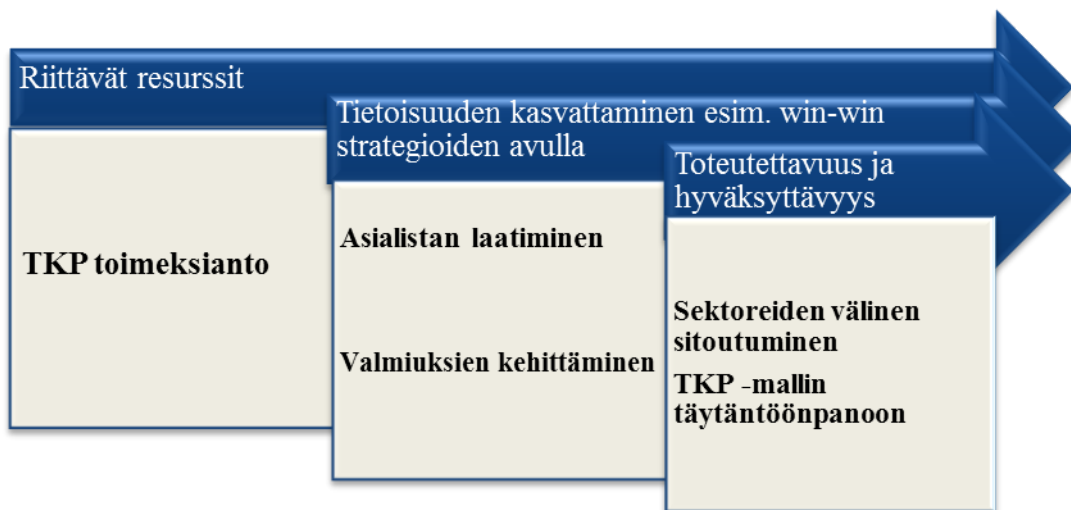 Riittävät resurssit
Tietoisuuden kasvattaminen esim. win-win
strategioiden avulla
Toteutettavuus ja
hyväksyttävyys
TKP toimeksianto
Asialistan laatiminen
Valmiuksien kehittäminen
Sektoreiden välinen
sitoutuminen
TKP -mallin
täytäntöönpanoon